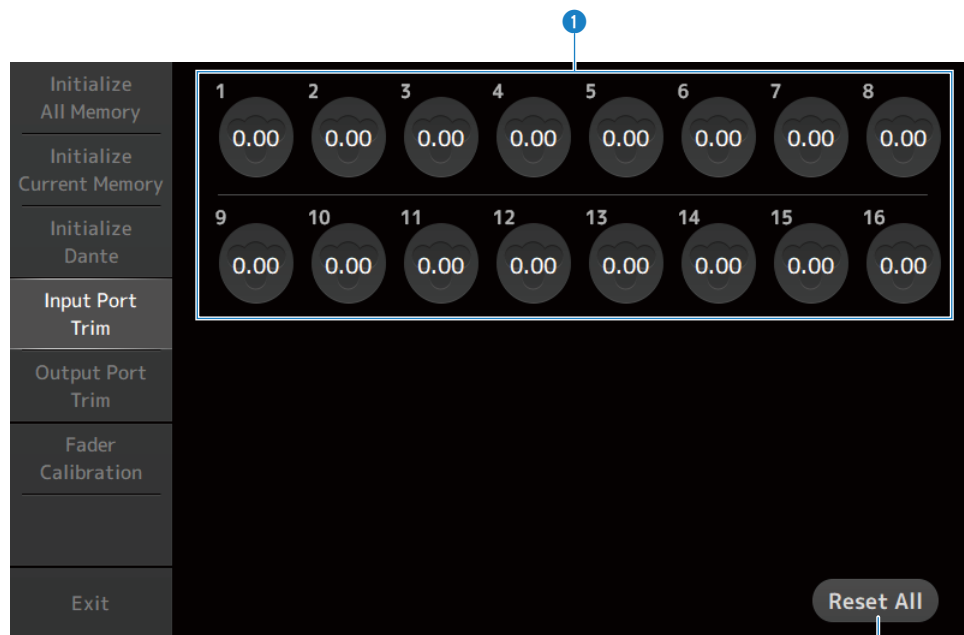 1
Initialize
All Memory
Initialize
Current Memory
Initialize
Dante
Input Port
Trim
Output Port
Trim
Fader
Calibration
Exit
1 2 3 4 5 6 7 8
0.00 0.00 0.00 0.00 0.00 0.00 0.00 0.00
9 10 11 12 13 14 15 16
0.00 0.00 0.00 0.00 0.00 0.00 0.00 0.00
Reset All